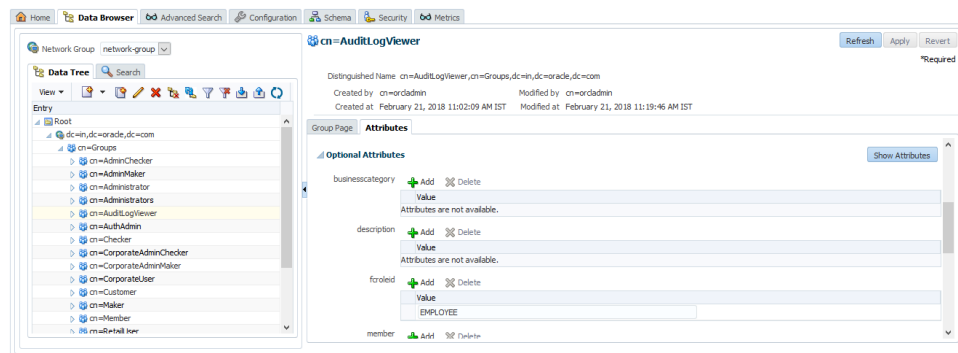 Home Data Browser Advanced Search Configuration Schema Security Metrics
Network Group network-group
Data Tree Search
View
Entry
Root
dc=in,dc=oracle,dc=com
cn=Groups
cn=AdminChecker
cn=AdminMaker
cn=Administrator
cn=Administrators
cn=AuditLogViewer
cn=AuthAdmin
cn=Checker
cn=CorporateAdminChecker
cn=CorporateAdminMaker
cn=CorporateUser
cn=Customer
cn=Maker
cn=Member
cn=RetailUser
cn=AuditLogViewer
Refresh Apply Revert
*Required
Distinguished Name cn=AuditLogViewer,cn=Groups,dc=in,dc=oracle,dc=com
Created by cn=orcladmin Modified by cn=orcladmin
Created at February 21, 2018 11:02:09 AM IST Modified at February 21, 2018 11:19:46 AM IST
Group Page Attributes
Optional Attributes Show Attributes
businesscategory Add Delete
Value
Attributes are not available.
description Add Delete
Value
Attributes are not available.
fcroleid Add Delete
Value
EMPLOYEE
member Add Delete